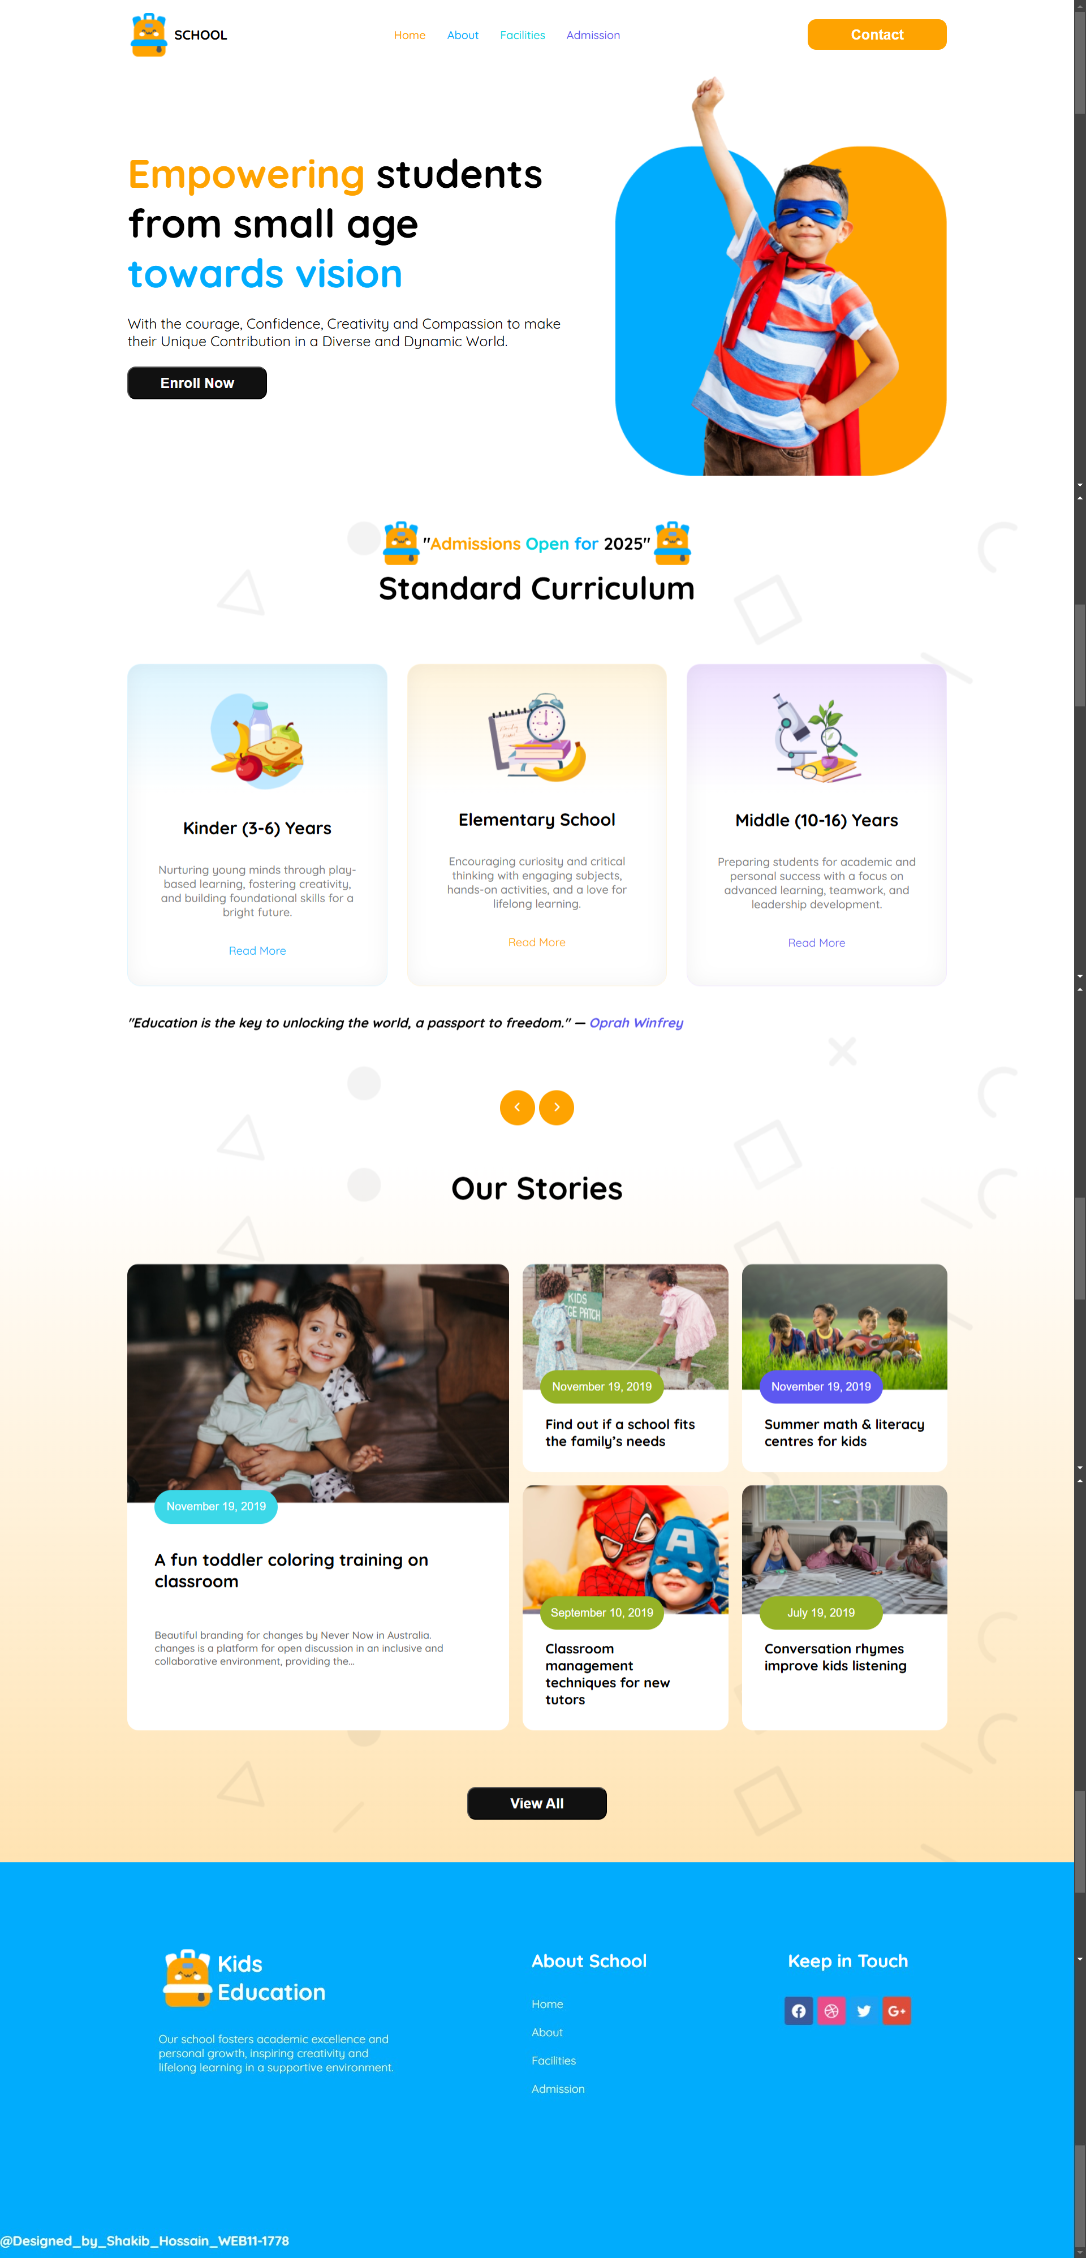 SCHOOL
Home About Facilities Admission
Contact
Empowering students
from small age
towards vision
With the courage, Confidence, Creativity and Compassion to make
their Unique Contribution in a Diverse and Dynamic World.
Enroll Now
"Admissions Open for 2025"
Standard Curriculum
Kinder (3-6) Years
Nurturing young minds through play-
based learning, fostering creativity,
and building foundational skills for a
bright future.
Read More
Elementary School
Encouraging curiosity and critical
thinking with engaging subjects,
hands-on activities, and a love for
lifelong learning.
Read More
Middle (10-16) Years
Preparing students for academic and
personal success with a focus on
advanced learning, teamwork, and
leadership development.
Read More
"Education is the key to unlocking the world, a passport to freedom." — Oprah Winfrey
Our Stories
November 19, 2019
A fun toddler coloring training on
classroom
Beautiful branding for changes by Never Now in Australia.
changes is a platform for open discussion in an inclusive and
collaborative environment, providing the...
KIDS
PATCH
November 19, 2019
Find out if a school fits
the family's needs
November 19, 2019
Summer math & literacy
centres for kids
A
September 10, 2019
Classroom
management
techniques for new
tutors
July 19, 2019
Conversation rhymes
improve kids listening
View All
Kids
Education
Our school fosters academic excellence and
personal growth, inspiring creativity and
lifelong learning in a supportive environment.
About School
Home
About
Facilities
Admission
Keep in Touch
G+
@Designed_by_Shakib_Hossain_WEB11-1778